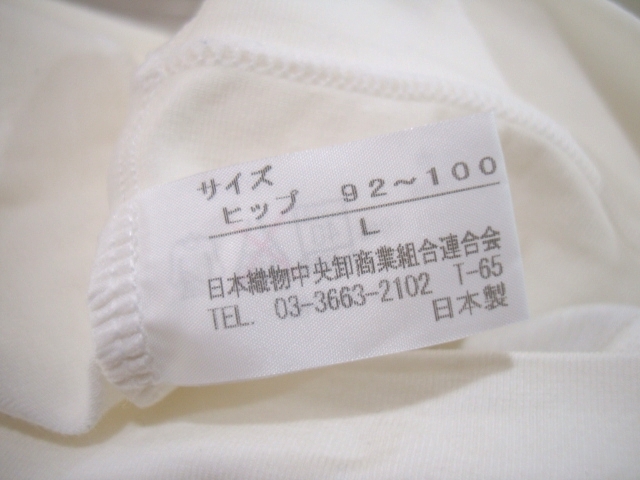 サイズ
ヒップ 92〜100
L
日本織物中央卸商業組合連合会
TEL. 03-3663-2102 T-65
日本製